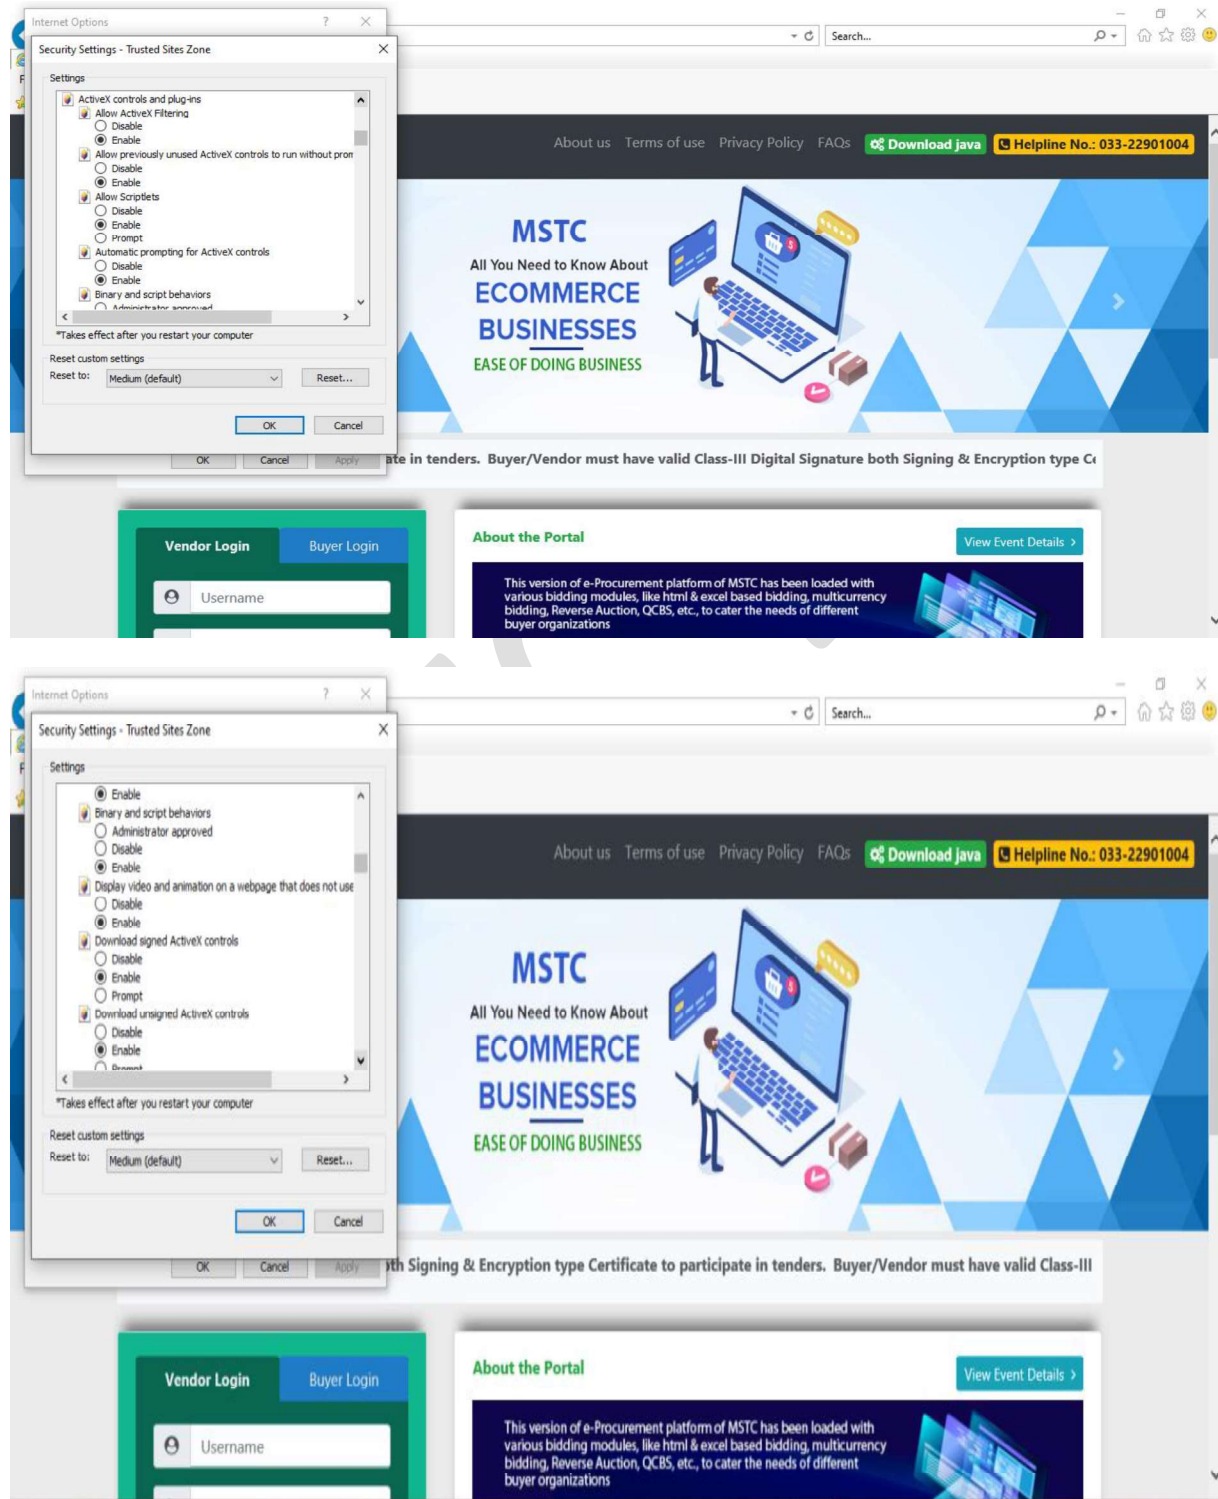 Internet Options ? X
Search...
Security Settings - Trusted Sites Zone
Settings
ActiveX controls and plug-ins
Allow ActiveX Filtering
Disable
Enable
Allow previously unused ActiveX controls to run without prom
Disable
Enable
Allow Scriptlets
Disable
Enable
Prompt
Automatic prompting for ActiveX controls
Disable
Enable
Binary and script behaviors
Administrator approved
*Takes effect after you restart your computer
Reset custom settings
Reset to: Medium (default) Reset...
OK Cancel
OK Cancel Apply
About us Terms of use Privacy Policy FAQs Download java Helpline No.: 033-22901004
MSTC
All You Need to Know About
ECOMMERCE
BUSINESSES
EASE OF DOING BUSINESS
ate in tenders. Buyer/Vendor must have valid Class-III Digital Signature both Signing & Encryption type Ce
Vendor Login Buyer Login
Username
About the Portal View Event Details >
This version of e-Procurement platform of MSTC has been loaded with
various bidding modules, like html & excel based bidding, multicurrency
bidding, Reverse Auction, QCBS, etc., to cater the needs of different
buyer organizations
Internet Options ? X
Search...
Security Settings - Trusted Sites Zone
Settings
Enable
Binary and script behaviors
Administrator approved
Disable
Enable
Display video and animation on a webpage that does not use
Disable
Enable
Download signed ActiveX controls
Disable
Enable
Prompt
Download unsigned ActiveX controls
Disable
Enable
Prompt
*Takes effect after you restart your computer
Reset custom settings
Reset to: Medium (default) Reset...
OK Cancel
OK Cancel Apply
About us Terms of use Privacy Policy FAQs Download java Helpline No.: 033-22901004
MSTC
All You Need to Know About
ECOMMERCE
BUSINESSES
EASE OF DOING BUSINESS
oth Signing & Encryption type Certificate to participate in tenders. Buyer/Vendor must have valid Class-III
Vendor Login Buyer Login
Username
About the Portal View Event Details >
This version of e-Procurement platform of MSTC has been loaded with
various bidding modules, like html & excel based bidding, multicurrency
bidding, Reverse Auction, QCBS, etc., to cater the needs of different
buyer organizations